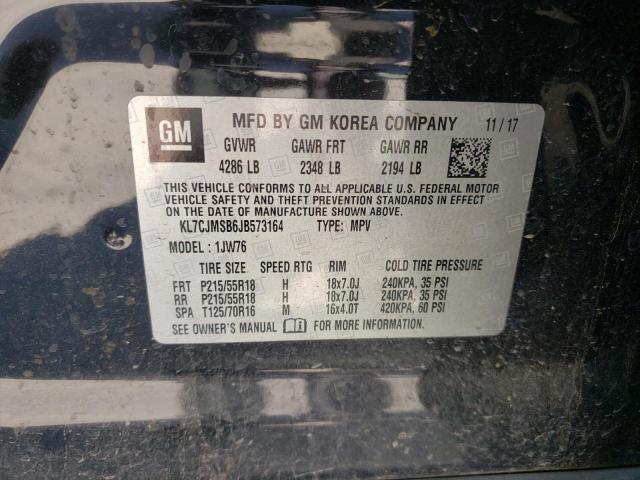 GM MFD BY GM KOREA COMPANY 11 / 17
GVWR GAWR FRT GAWR RR
4286 LB 2348 LB 2194 LB
THIS VEHICLE CONFORMS TO ALL APPLICABLE U.S. FEDERAL MOTOR
VEHICLE SAFETY AND THEFT PREVENTION STANDARDS IN EFFECT ON
THE DATE OF MANUFACTURE SHOWN ABOVE.
KL7CJMSB6JB573164 TYPE: MPV
MODEL : 1JW76
TIRE SIZE SPEED RTG RIM COLD TIRE PRESSURE
FRT P215/55R18 H 18x7.0J 240KPA, 35 PSI
RR P215/55R18 H 18x7.0J 240KPA, 35 PSI
SPA T125/70R16 M 16x4.0T 420KPA, 60 PSI
SEE OWNER'S MANUAL FOR MORE INFORMATION.